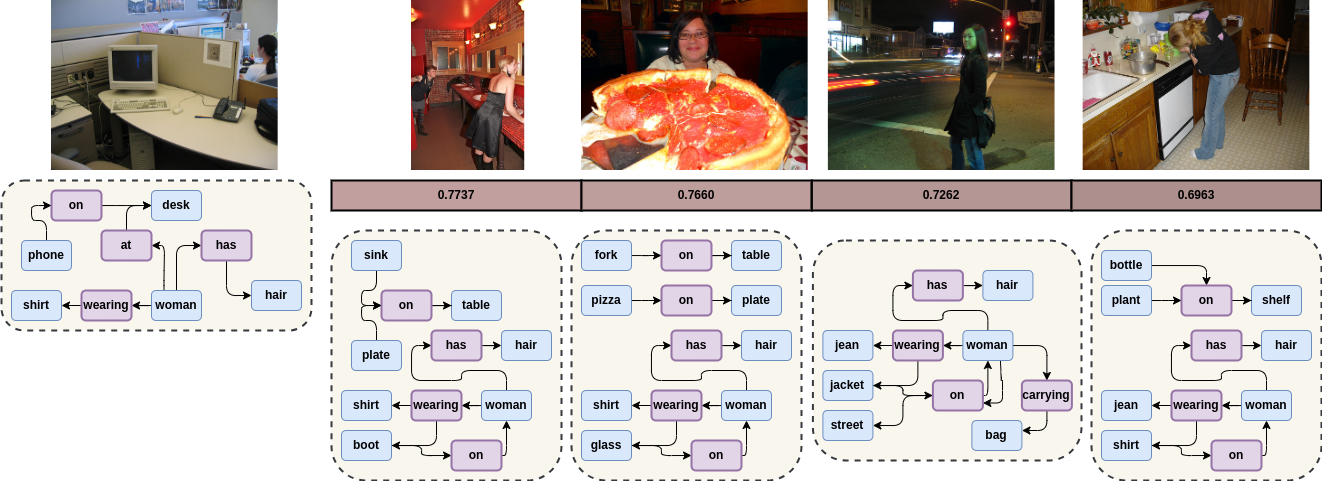 on
desk
phone
at
has
shirt
wearing
woman
hair
0.7737
0.7660
0.7262
0.6963
sink
on
table
plate
has
hair
shirt
wearing
woman
boot
on
fork
on
table
pizza
on
plate
has
hair
shirt
wearing
woman
glass
on
has
hair
jean
wearing
woman
jacket
on
carrying
street
bag
bottle
plant
on
shelf
has
hair
jean
wearing
woman
shirt
on